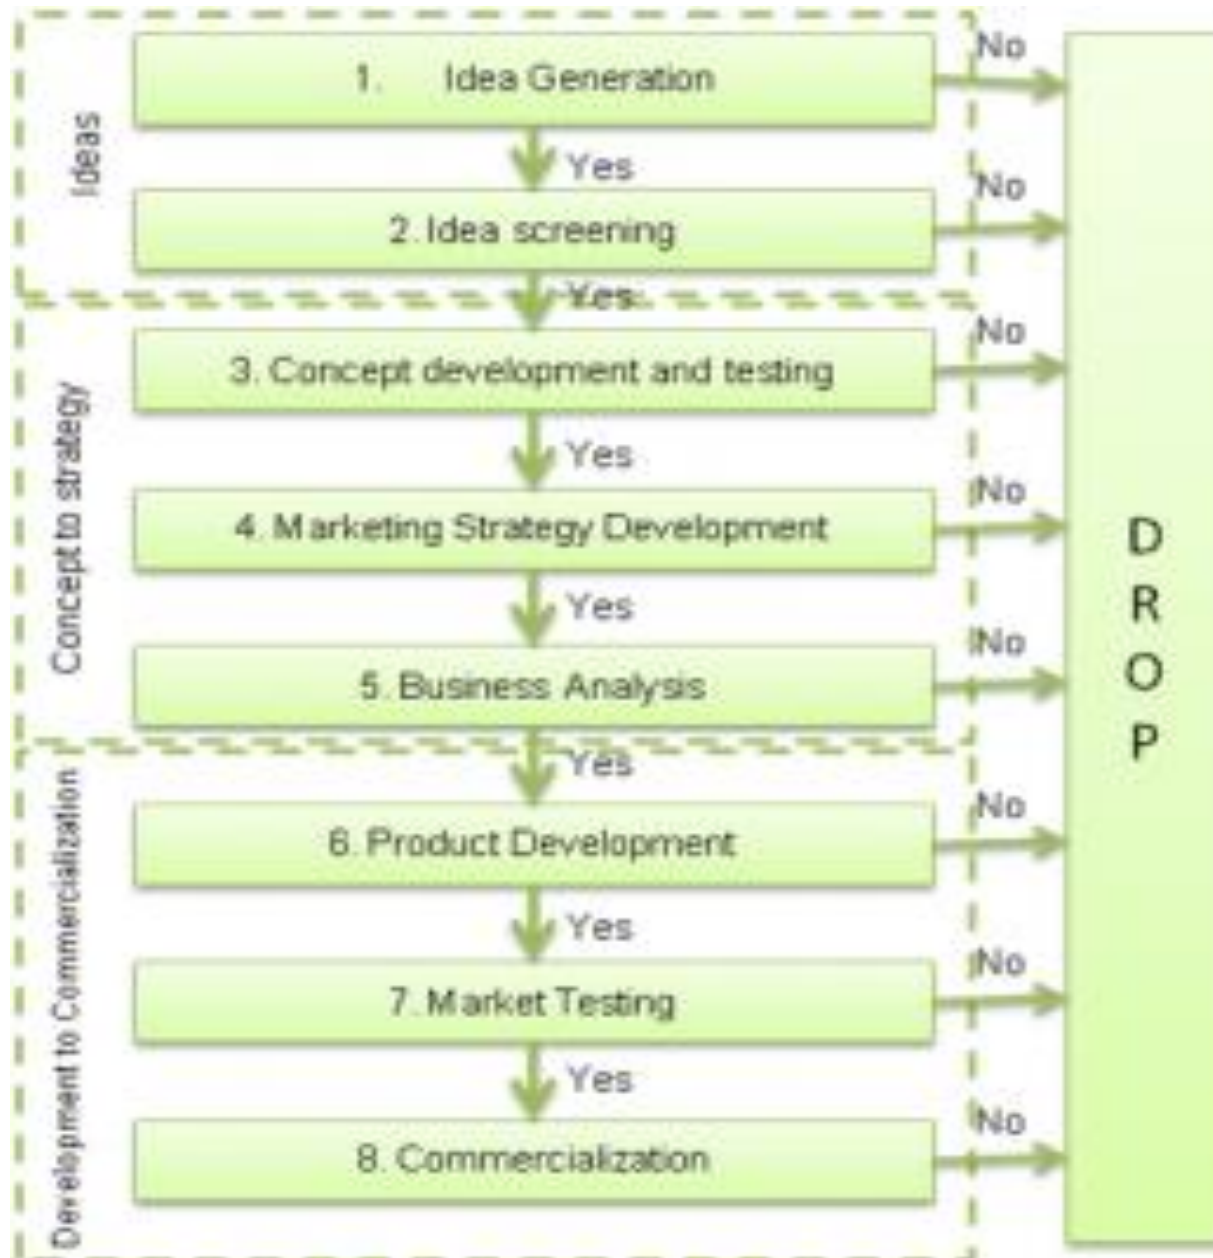 Ideas
1. Idea Generation
No
Yes
2. Idea screening
No
Yes
Concept to strategy
3. Concept development and testing
No
Yes
4. Marketing Strategy Development
No
Yes
5. Business Analysis
No
Yes
Development to Commercialization
6. Product Development
No
Yes
7. Market Testing
No
Yes
8. Commercialization
No
D
R
O
P